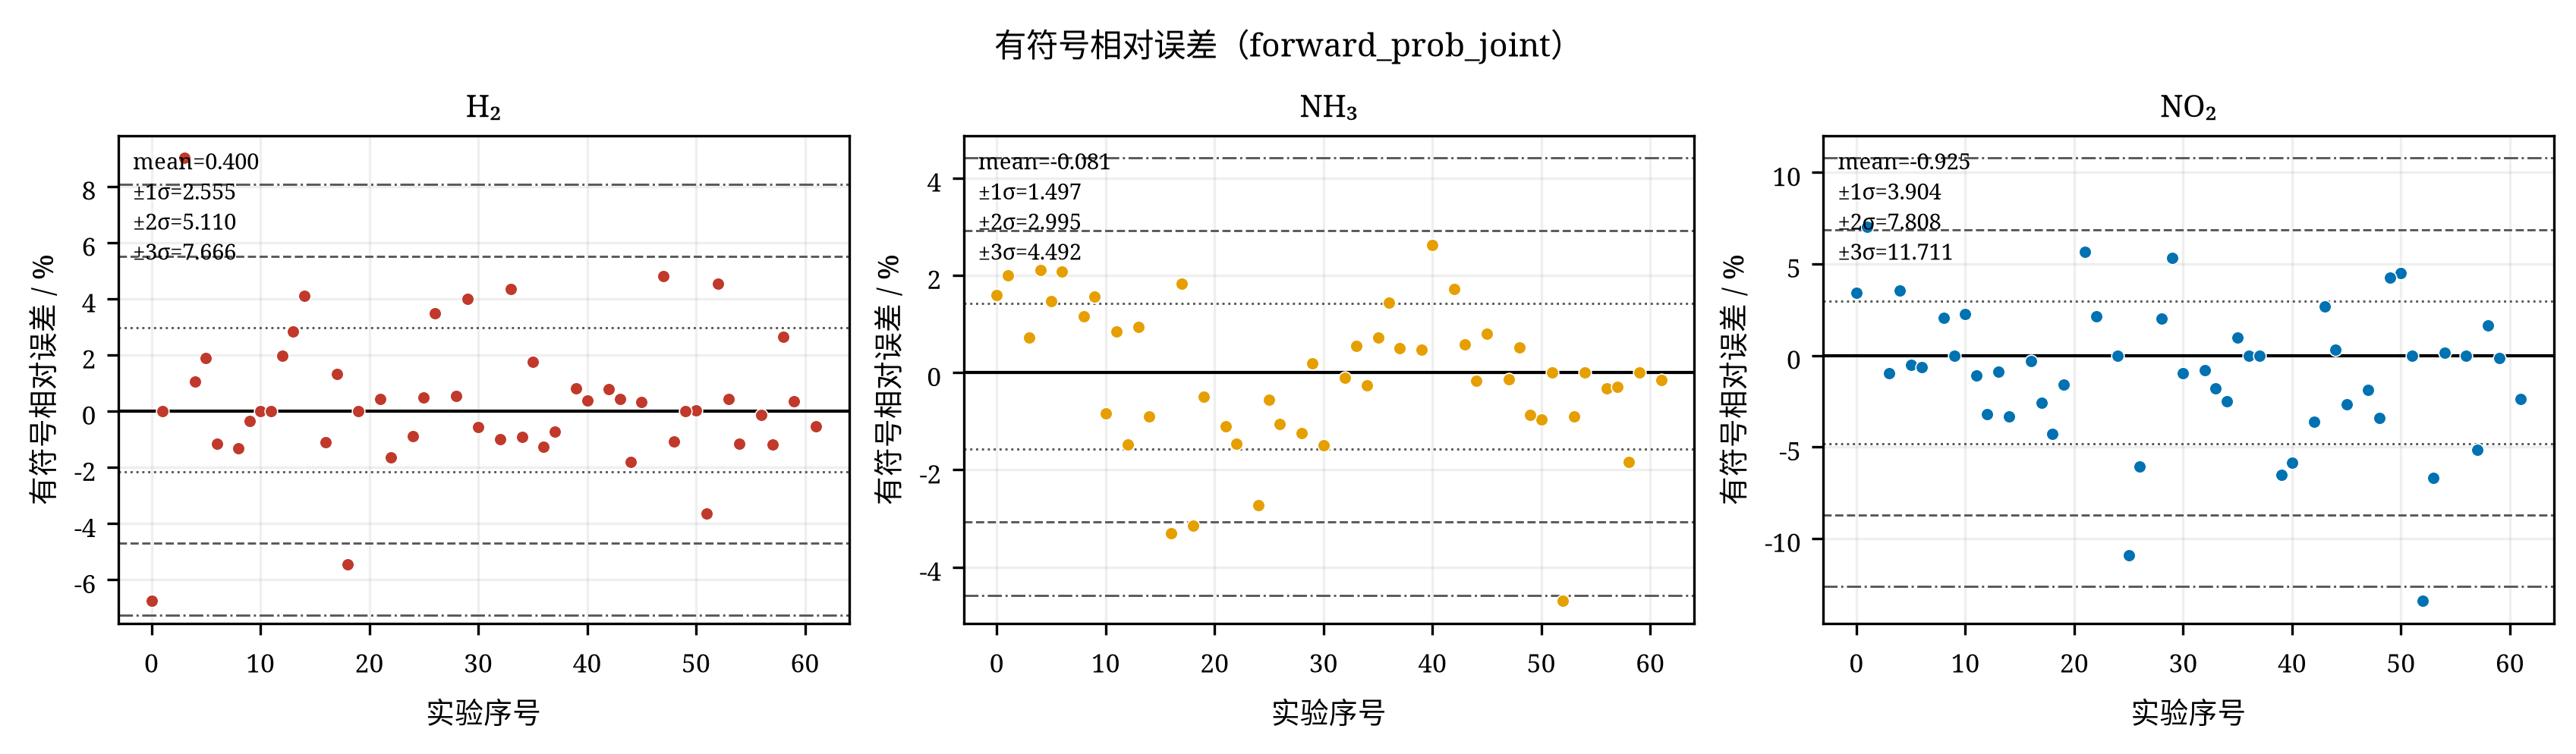 有符号相对误差（forward_prob_joint）
H₂
mean=0.400
±1σ=2.555
±2σ=5.110
±3σ=7.666
8
6
4
2
0
-2
-4
-6
有符号相对误差 / %
0 10 20 30 40 50 60
实验序号
NH₃
mean=-0.081
±1σ=1.497
±2σ=2.995
±3σ=4.492
4
2
0
-2
-4
有符号相对误差 / %
0 10 20 30 40 50 60
实验序号
NO₂
mean=-0.925
±1σ=3.904
±2σ=7.808
±3σ=11.711
10
5
0
-5
-10
有符号相对误差 / %
0 10 20 30 40 50 60
实验序号